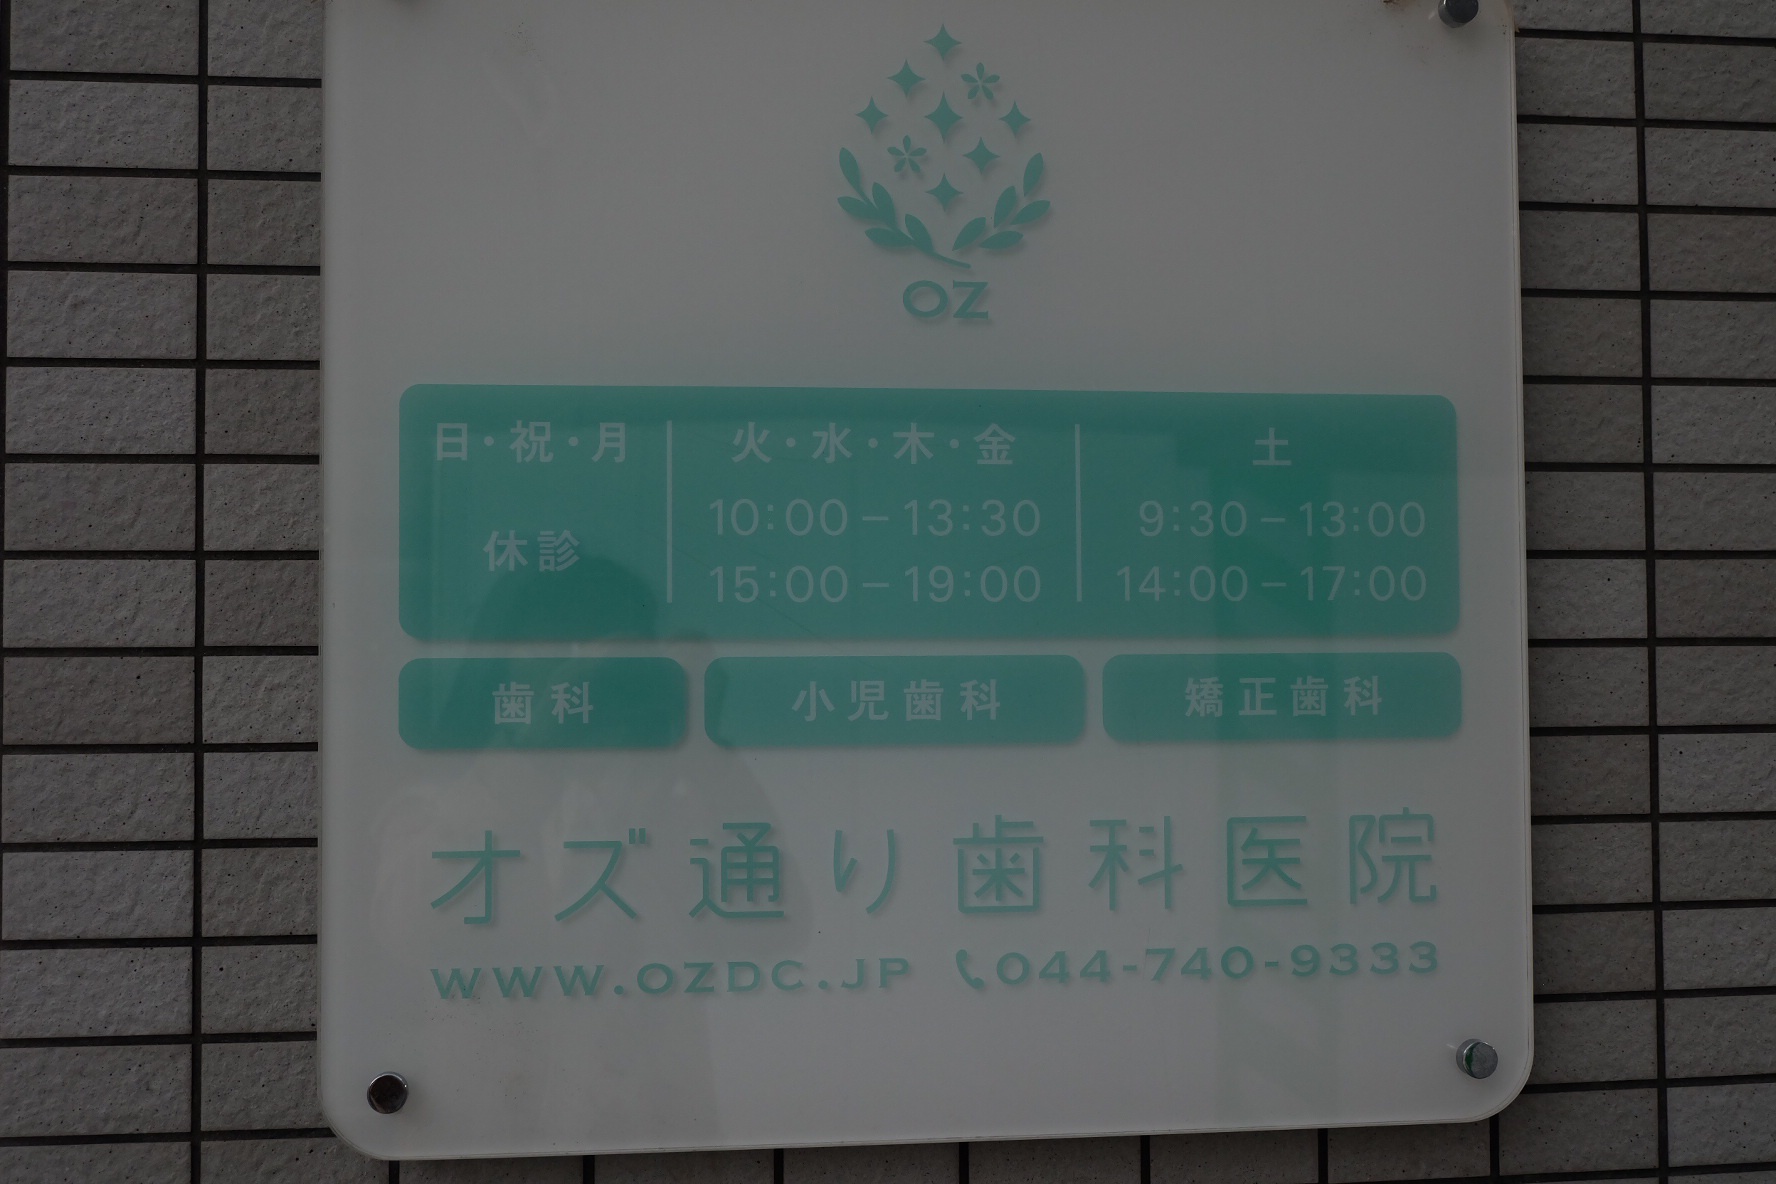 OZ
日・祝・月
休診
火・水・木・金
10:00–13:30
15:00–19:00
土
9:30–13:00
14:00–17:00
歯科
小児歯科
矯正歯科
オズ通り歯科医院
WWW.OZDC.JP 044-740-9333